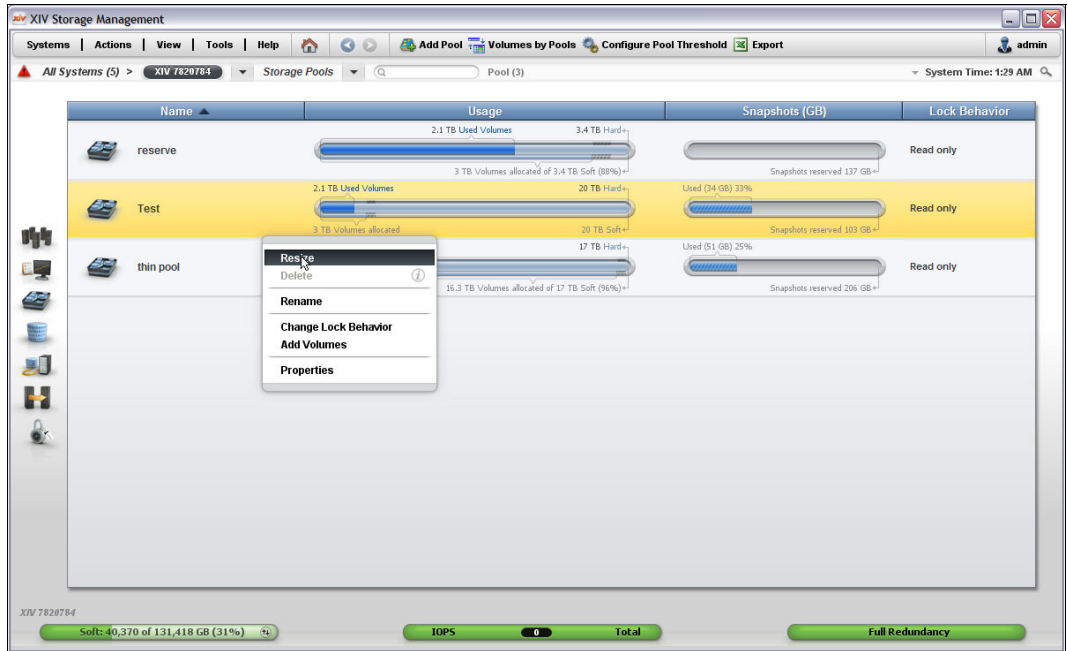 XIV XIV Storage Management
Systems | Actions | View | Tools | Help Add Pool Volumes by Pools Configure Pool Threshold Export admin
All Systems (5) > XIV 7820784 Storage Pools Pool (3) System Time: 1:29 AM
Name Usage Snapshots (GB) Lock Behavior
2.1 TB Used Volumes 3.4 TB Hard
reserve Read only
3 TB Volumes allocated of 3.4 TB Soft (88%) Snapshots reserved 137 GB
2.1 TB Used Volumes 20 TB Hard Used (34 GB) 33%
Test Read only
3 TB Volumes allocated 20 TB Soft Snapshots reserved 103 GB
17 TB Hard Used (51 GB) 25%
thin pool Read only
16.3 TB Volumes allocated of 17 TB Soft (96%) Snapshots reserved 206 GB
Resize
Delete
Rename
Change Lock Behavior
Add Volumes
Properties
XIV 7820784
Soft: 40,370 of 131,418 GB (31%) IOPS 0 Total Full Redundancy